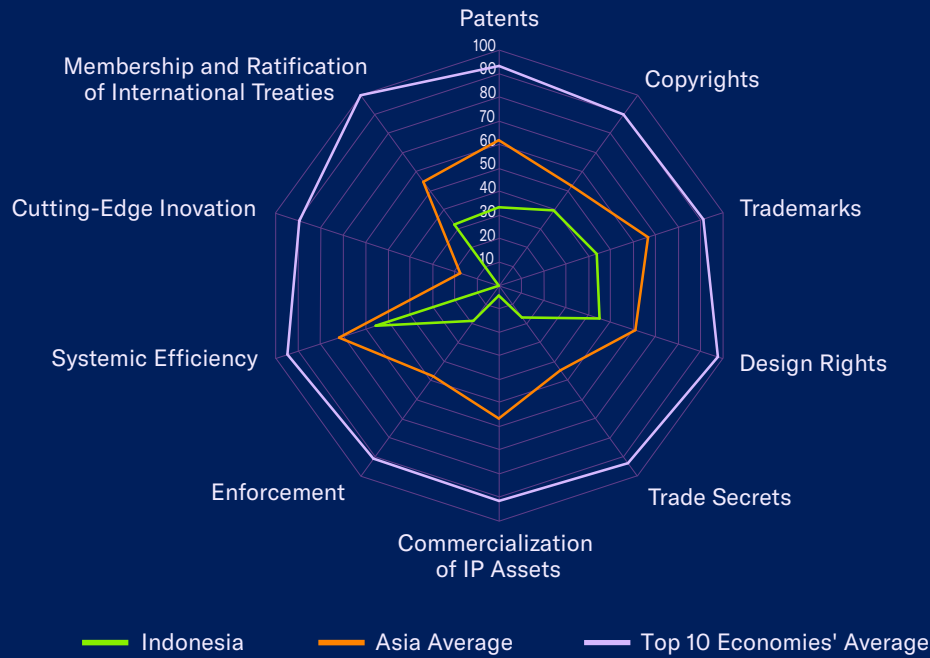 Patents
Membership and Ratification
of International Treaties
Copyrights
100
90
80
70
60
50
40
30
20
10
Cutting-Edge Inovation
Trademarks
Systemic Efficiency
Design Rights
Enforcement
Trade Secrets
Commercialization
of IP Assets
Indonesia
Asia Average
Top 10 Economies' Average